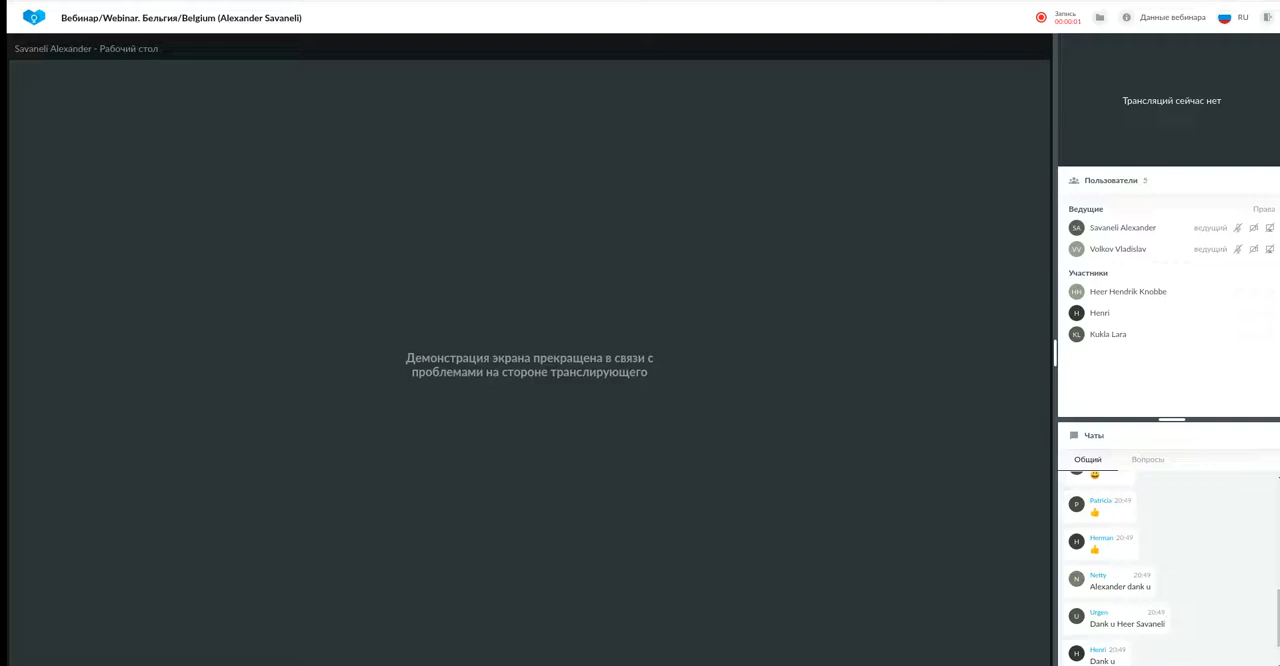 Вебинар/Webinar. Бельгия/Belgium (Alexander Savaneli)
Запись
00:00:01
Данные вебинара
RU
Savaneli Alexander - Рабочий стол
Трансляций сейчас нет
Демонстрация экрана прекращена в связи с
проблемами на стороне транслирующего
Пользователи 5
Ведущие Права
SA Savaneli Alexander ведущий
VV Volkov Vladislav ведущий
Участники
HH Heer Hendrik Knobbe
H Henri
KL Kukla Lara
Чаты
Общий Вопросы
P Patricia 20:49
H Herman 20:49
N Netty 20:49
Alexander dank u
U Urgen 20:49
Dank u Heer Savaneli
H Henri 20:49
Dank u